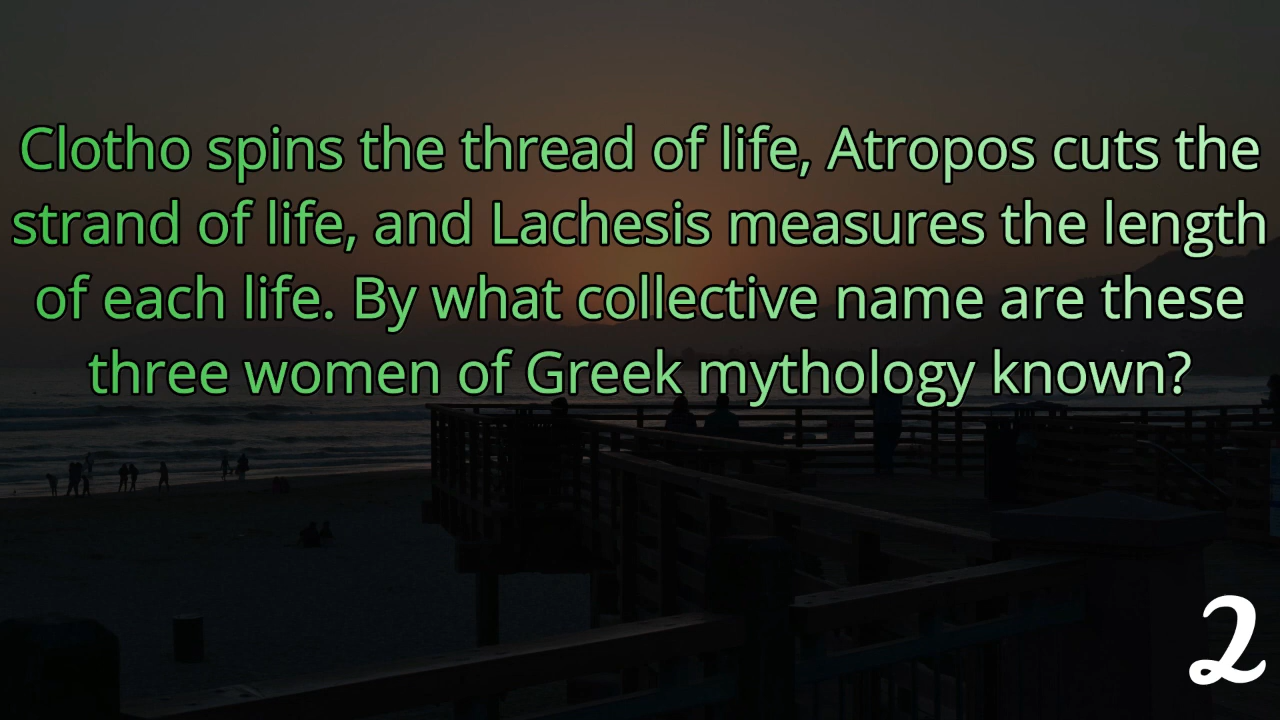 Clotho spins the thread of life, Atropos cuts the
strand of life, and Lachesis measures the length
of each life. By what collective name are these
three women of Greek mythology known?
2